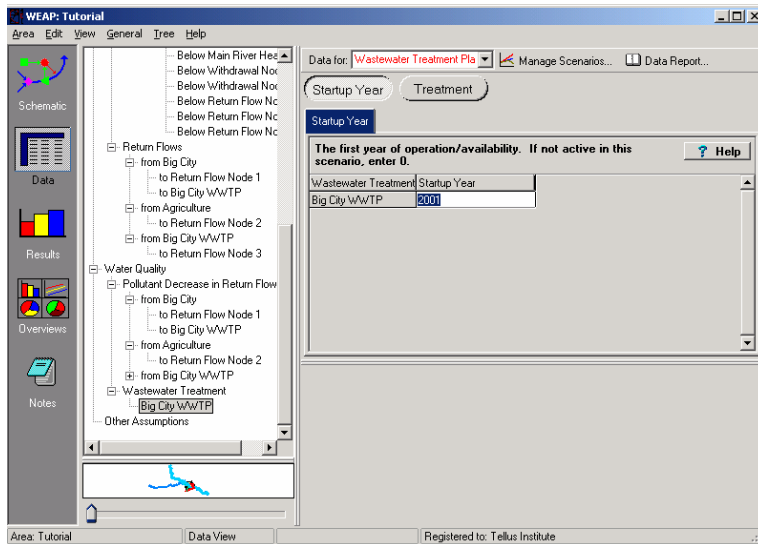 WEAP: Tutorial
Area Edit View General Tree Help
Schematic
Data
Results
Overviews
Notes
Below Main River Hea
Below Withdrawal Noc
Below Withdrawal Noc
Below Return Flow Nc
Below Return Flow Nc
Below Return Flow Nc
Return Flows
from Big City
to Return Flow Node 1
to Big City WWTP
from Agriculture
to Return Flow Node 2
from Big City WWTP
to Return Flow Node 3
Water Quality
Pollutant Decrease in Return Flow
from Big City
to Return Flow Node 1
to Big City WWTP
from Agriculture
to Return Flow Node 2
from Big City WWTP
Wastewater Treatment
Big City WWTP
Other Assumptions
Data for: Wastewater Treatment Pla Manage Scenarios... Data Report...
Startup Year Treatment
Startup Year
The first year of operation/availability. If not active in this
scenario, enter 0.
? Help
Wastewater Treatment Startup Year
Big City WWTP 2001
Area: Tutorial Data View Registered to: Tellus Institute